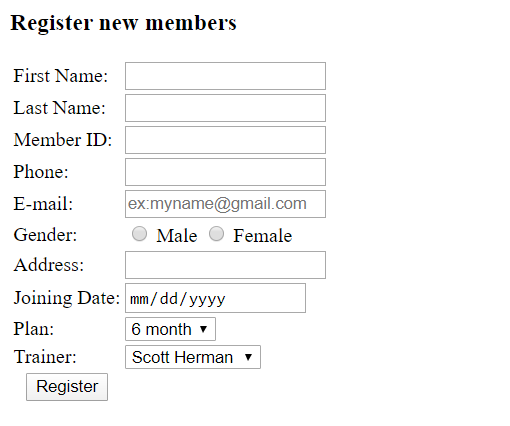 Register new members
First Name:
Last Name:
Member ID:
Phone:
E-mail: ex:myname@gmail.com
Gender: Male Female
Address:
Joining Date: mm/dd/yyyy
Plan: 6 month
Trainer: Scott Herman
Register